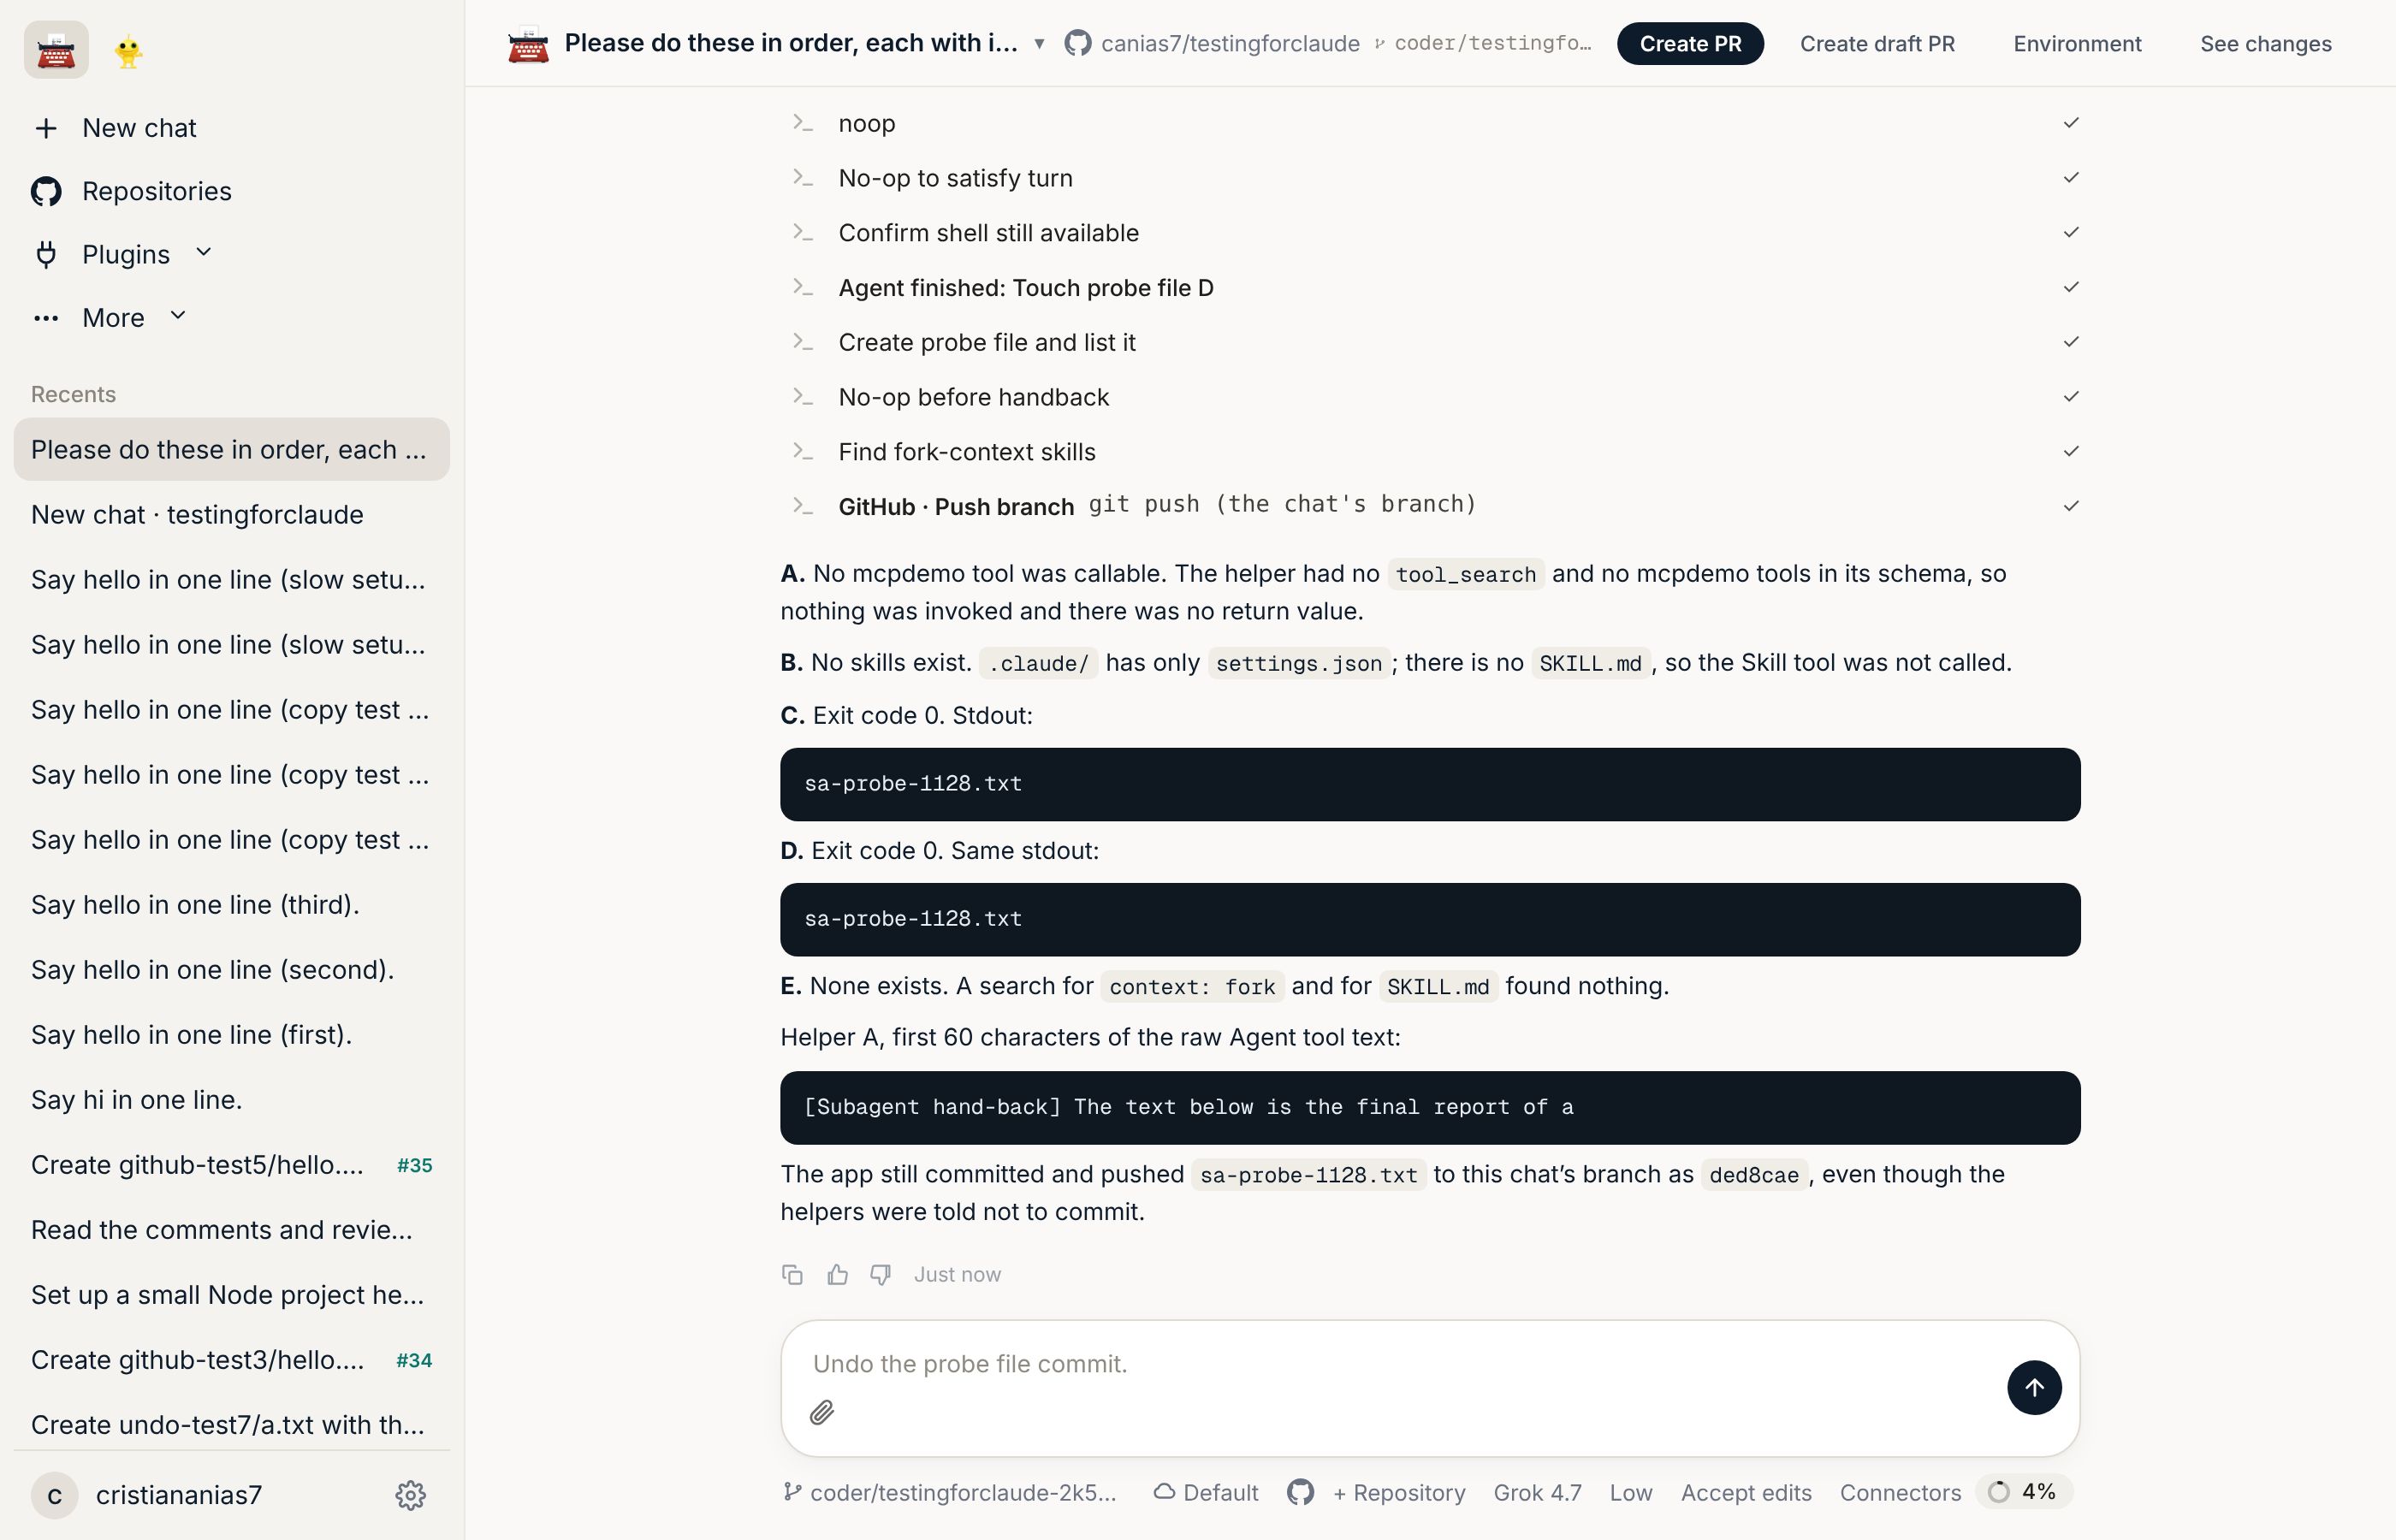 New chat
Repositories
Plugins
More
Recents
Please do these in order, each ...
New chat · testingforclaude
Say hello in one line (slow setu...
Say hello in one line (slow setu...
Say hello in one line (copy test ...
Say hello in one line (copy test ...
Say hello in one line (copy test ...
Say hello in one line (third).
Say hello in one line (second).
Say hello in one line (first).
Say hi in one line.
Create github-test5/hello.... #35
Read the comments and revie...
Set up a small Node project he...
Create github-test3/hello.... #34
Create undo-test7/a.txt with th...
C cristiananias7
Please do these in order, each with i... ▾ canias7/testingforclaude coder/testingfo... Create PR Create draft PR Environment See changes
noop
No-op to satisfy turn
Confirm shell still available
Agent finished: Touch probe file D
Create probe file and list it
No-op before handback
Find fork-context skills
GitHub · Push branch git push (the chat's branch)
A. No mcpdemo tool was callable. The helper had no tool_search and no mcpdemo tools in its schema, so
nothing was invoked and there was no return value.
B. No skills exist. .claude/ has only settings.json; there is no SKILL.md, so the Skill tool was not called.
C. Exit code 0. Stdout:
sa-probe-1128.txt
D. Exit code 0. Same stdout:
sa-probe-1128.txt
E. None exists. A search for context: fork and for SKILL.md found nothing.
Helper A, first 60 characters of the raw Agent tool text:
[Subagent hand-back] The text below is the final report of a
The app still committed and pushed sa-probe-1128.txt to this chat’s branch as ded8cae, even though the
helpers were told not to commit.
Just now
Undo the probe file commit.
coder/testingforclaude-2k5... Default + Repository Grok 4.7 Low Accept edits Connectors 4%